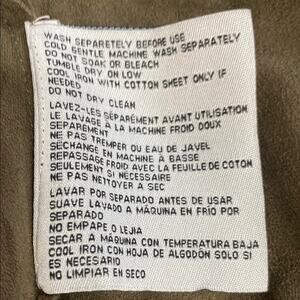 WASH SEPARETELY BEFORE USE
COLD GENTLE MACHINE WASH SEPARATELY
DO NOT SOAK OR BLEACH
TUMBLE DRY ON LOW
COOL IRON WITH COTTON SHEET ONLY IF
NEEDED
DO NOT DRY CLEAN
LAVEZ-LES SÉPARÉMENT AVANT UTILISATION
LE LAVAGE À LA MACHINE FROID DOUX
SÉPAREMENT
NE PAS TREMPER OU EAU DE JAVEL
SÉCHANGE EN MACHINE À BASSE
REPASSAGE FROID AVEC LA FEUILLE DE COTON
SEULEMENT SI NÉCESSAIRE
NE PAS NETTOYER A SEC
LAVAR POR SEPARADO ANTES DE USAR
SUAVE LAVADO A MÁQUINA EN FRÍO POR
SEPARADO
NO EMPAPE O LEJIA
SECAR A MÁQUINA CON TEMPERATURA BAJA
COOL IRON CON HOJA DE ALGODÓN SOLO SI
ES NECESARIO
NO LIMPIAR EN SECO